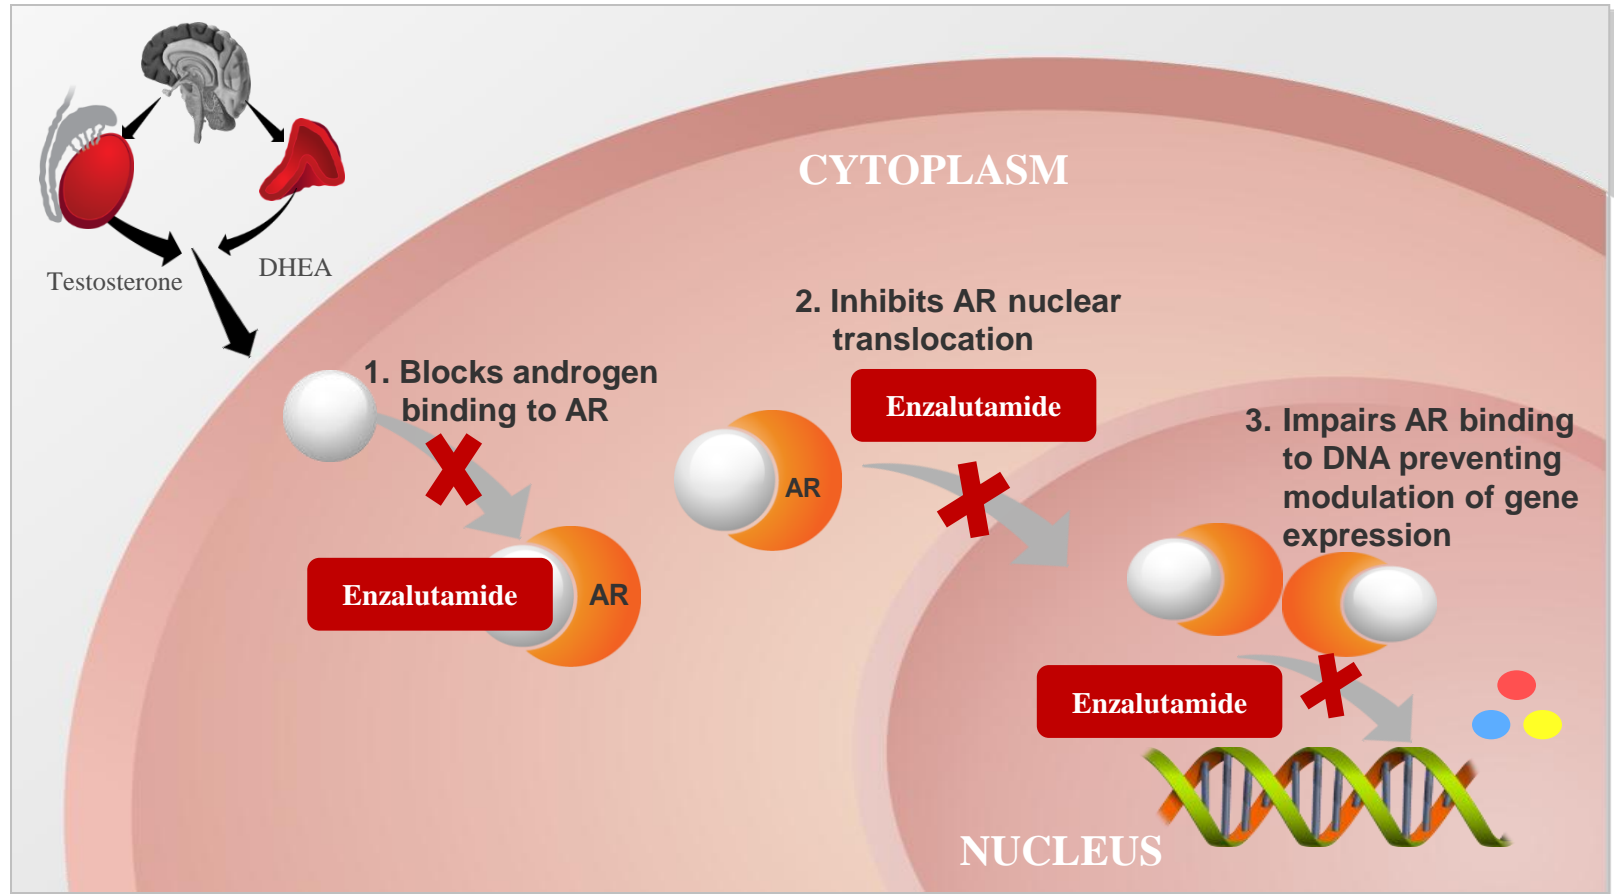 CYTOPLASM
Testosterone
DHEA
1. Blocks androgen
binding to AR
Enzalutamide
AR
2. Inhibits AR nuclear
translocation
Enzalutamide
AR
3. Impairs AR binding
to DNA preventing
modulation of gene
expression
Enzalutamide
NUCLEUS